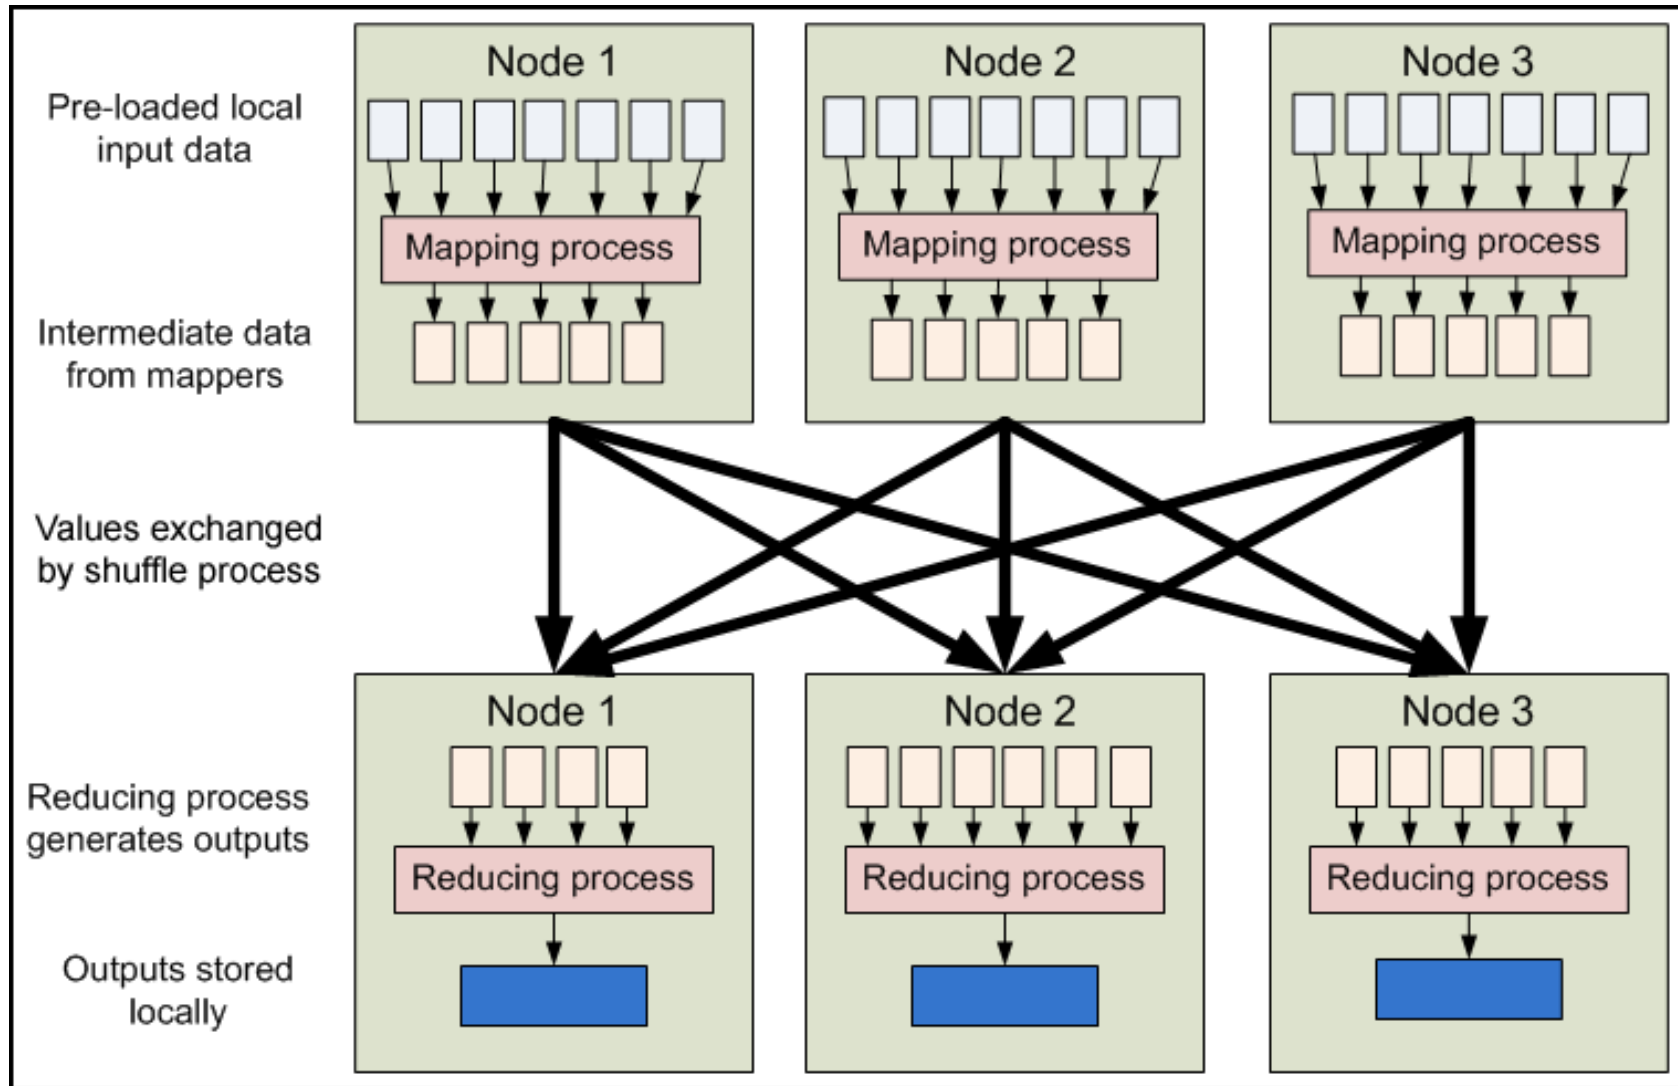 Node 1
Node 2
Node 3
Pre-loaded local
input data
Mapping process
Mapping process
Mapping process
Intermediate data
from mappers
Values exchanged
by shuffle process
Node 1
Node 2
Node 3
Reducing process
generates outputs
Reducing process
Reducing process
Reducing process
Outputs stored
locally